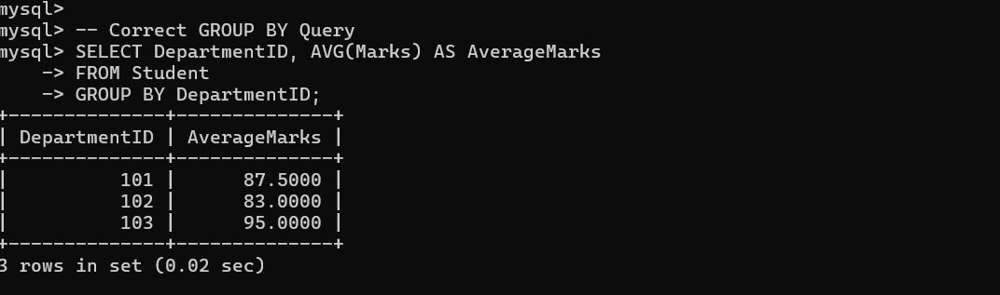 mysql>
mysql> -- Correct GROUP BY Query
mysql> SELECT DepartmentID, AVG(Marks) AS AverageMarks
    -> FROM Student
    -> GROUP BY DepartmentID;
+--------------+--------------+
| DepartmentID | AverageMarks |
+--------------+--------------+
|          101 |      87.5000 |
|          102 |      83.0000 |
|          103 |      95.0000 |
+--------------+--------------+
3 rows in set (0.02 sec)